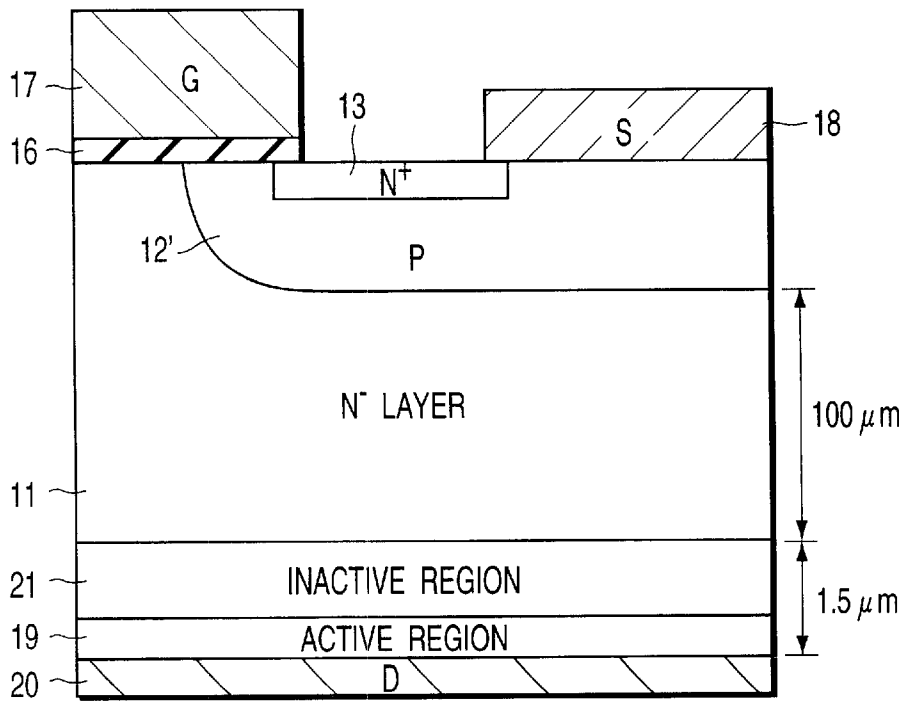 17
G
16
13
S
18
N+
12'
P
N- LAYER
100 μm
11
21
INACTIVE REGION
1.5 μm
19
ACTIVE REGION
20
D